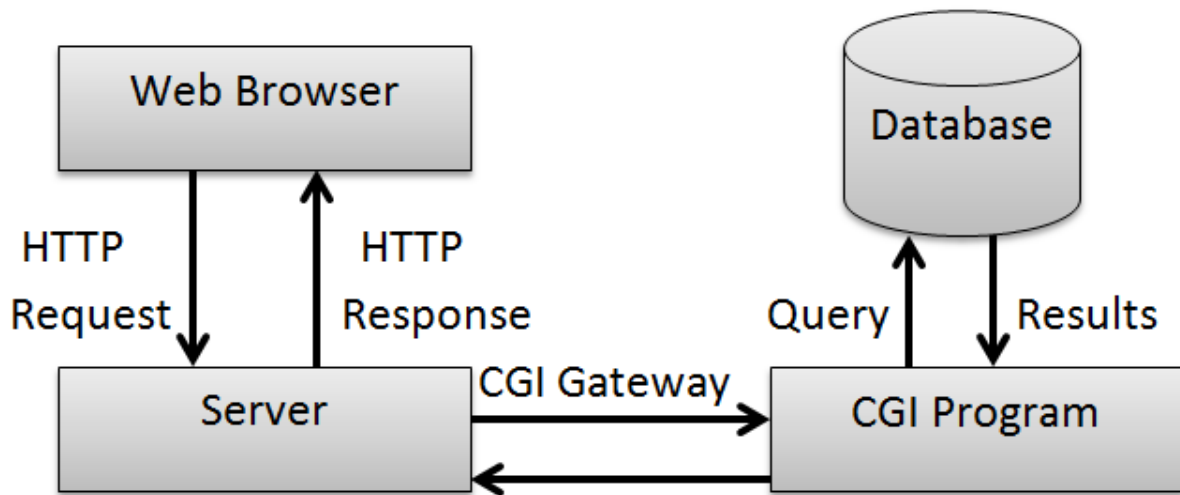 Web Browser
Database
HTTP
Request
HTTP
Response
Query
Results
Server
CGI Gateway
CGI Program